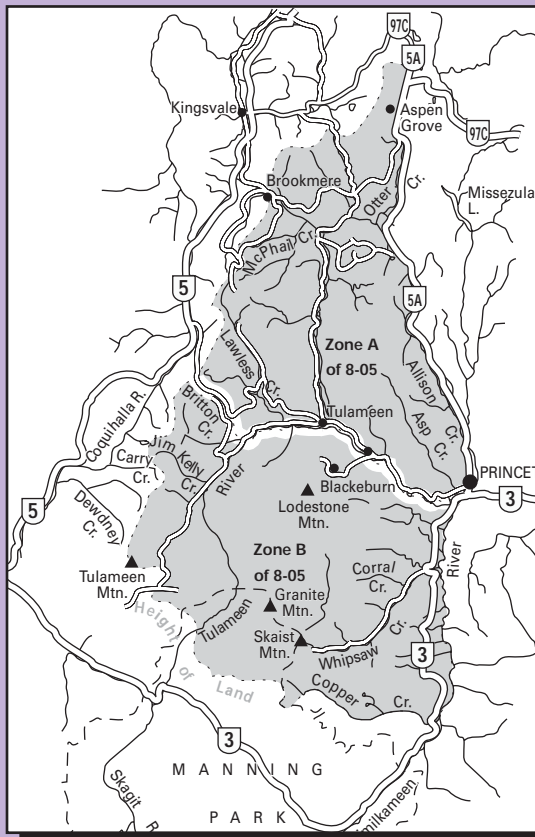 97C
5A
Kingsvale
Aspen
Grove
97C
Brookmere
Otter Cr.
Missezula
L.
McPhail Cr.
5
5A
Zone A
of 8-05
Lawless
Cr.
Allison
Cr.
Asp Cr.
Britton
Cr.
Tulameen
Coquihalla R.
Jim Kelly
Cr.
Carry
Cr.
River
PRINCET
3
Blackeburn
Lodestone
Mtn.
5
Dewdney
Cr.
Zone B
of 8-05
River
Corral
Cr.
Tulameen
Mtn.
Granite
Mtn.
Tulameen
Height of Land
Skaist
Mtn.
Whipsaw Cr.
3
Copper Cr.
3
MANNING
PARK
Skagit R
milkameen